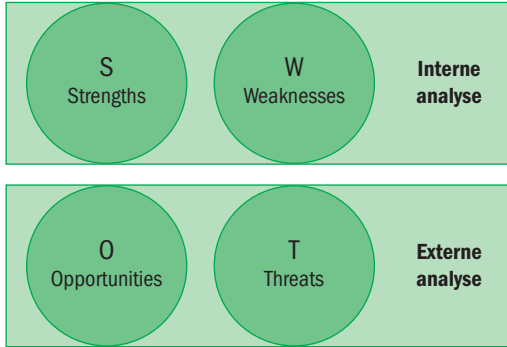 S
Strengths
W
Weaknesses
Interne
analyse
O
Opportunities
T
Threats
Externe
analyse